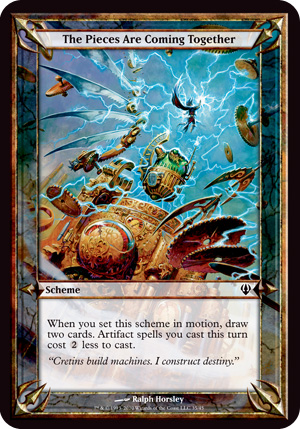 The Pieces Are Coming Together
Scheme
When you set this scheme in motion, draw
two cards. Artifact spells you cast this turn
cost 2 less to cast.
“Cretins build machines. I construct destiny.”
Ralph Horsley